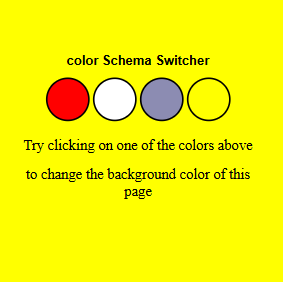 color Schema Switcher
Try clicking on one of the colors above
to change the background color of this
page